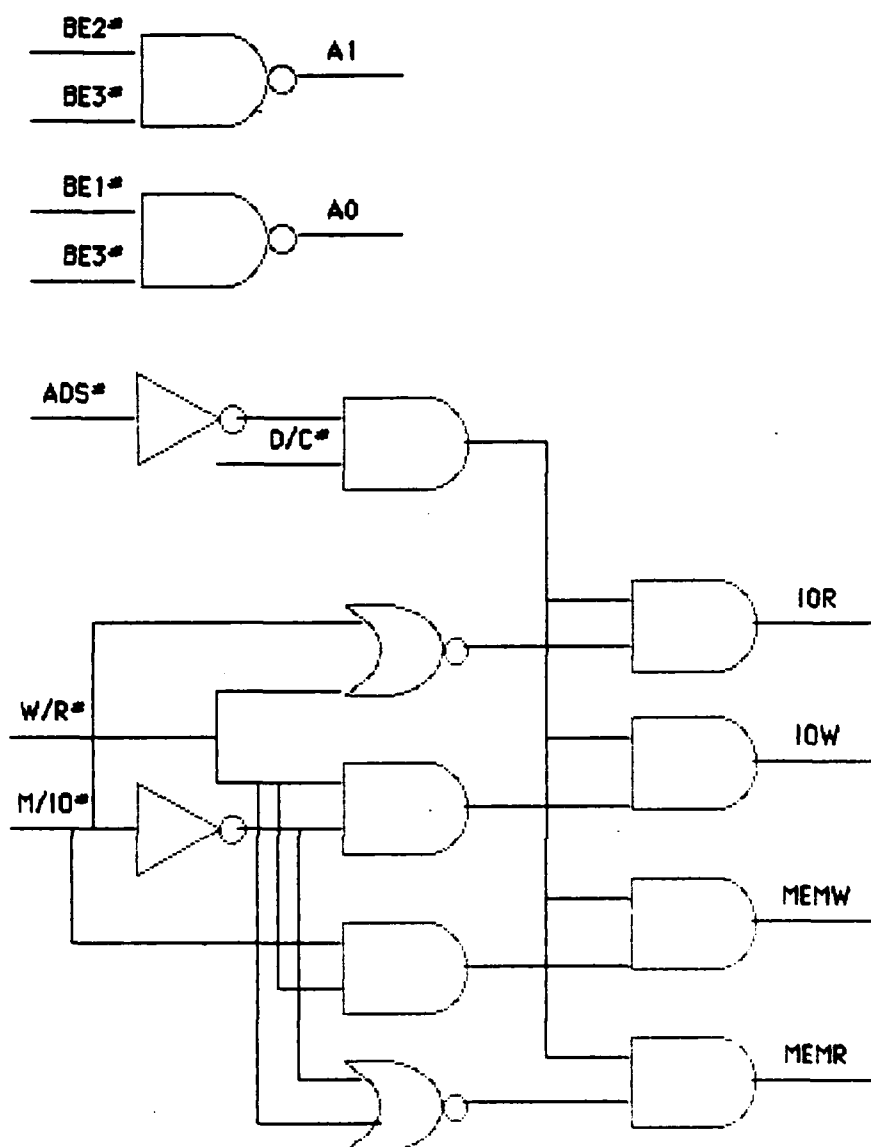 BE2#
A1
BE3#
BE1#
A0
BE3#
ADS#
D/C#
IOR
W/R#
IOW
M/IO#
MEMW
MEMR